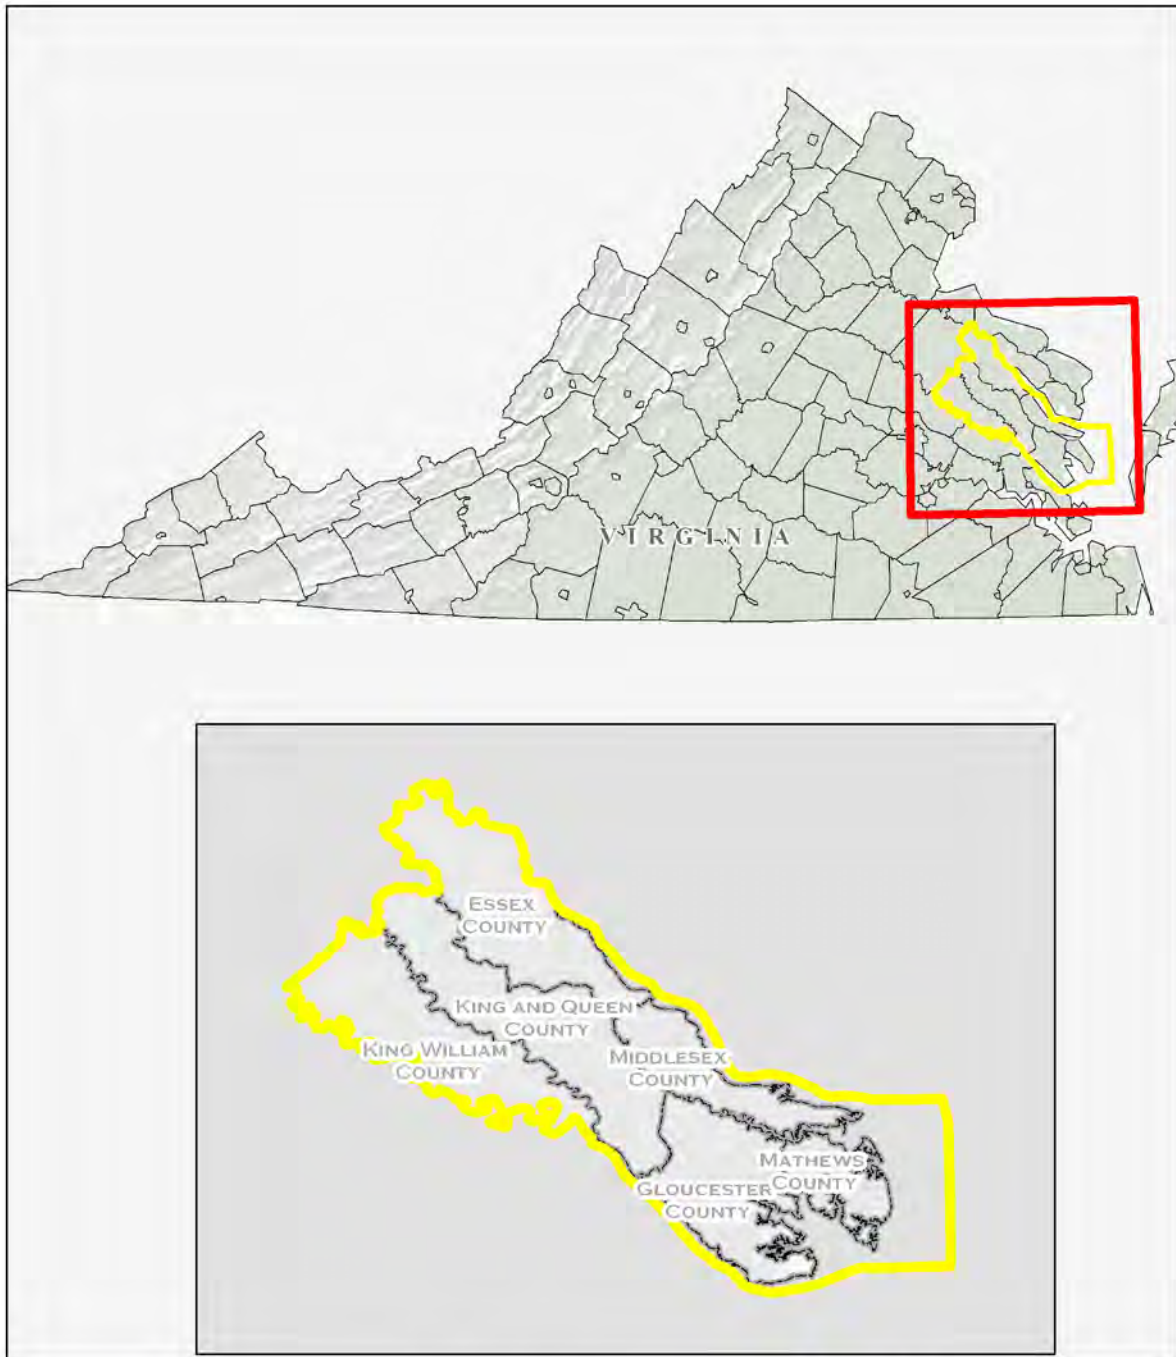 VIRGINIA
ESSEX
COUNTY
KING AND QUEEN
COUNTY
KING WILLIAM
COUNTY
MIDDLESEX
COUNTY
MATHEWS
COUNTY
GLOUCESTER
COUNTY